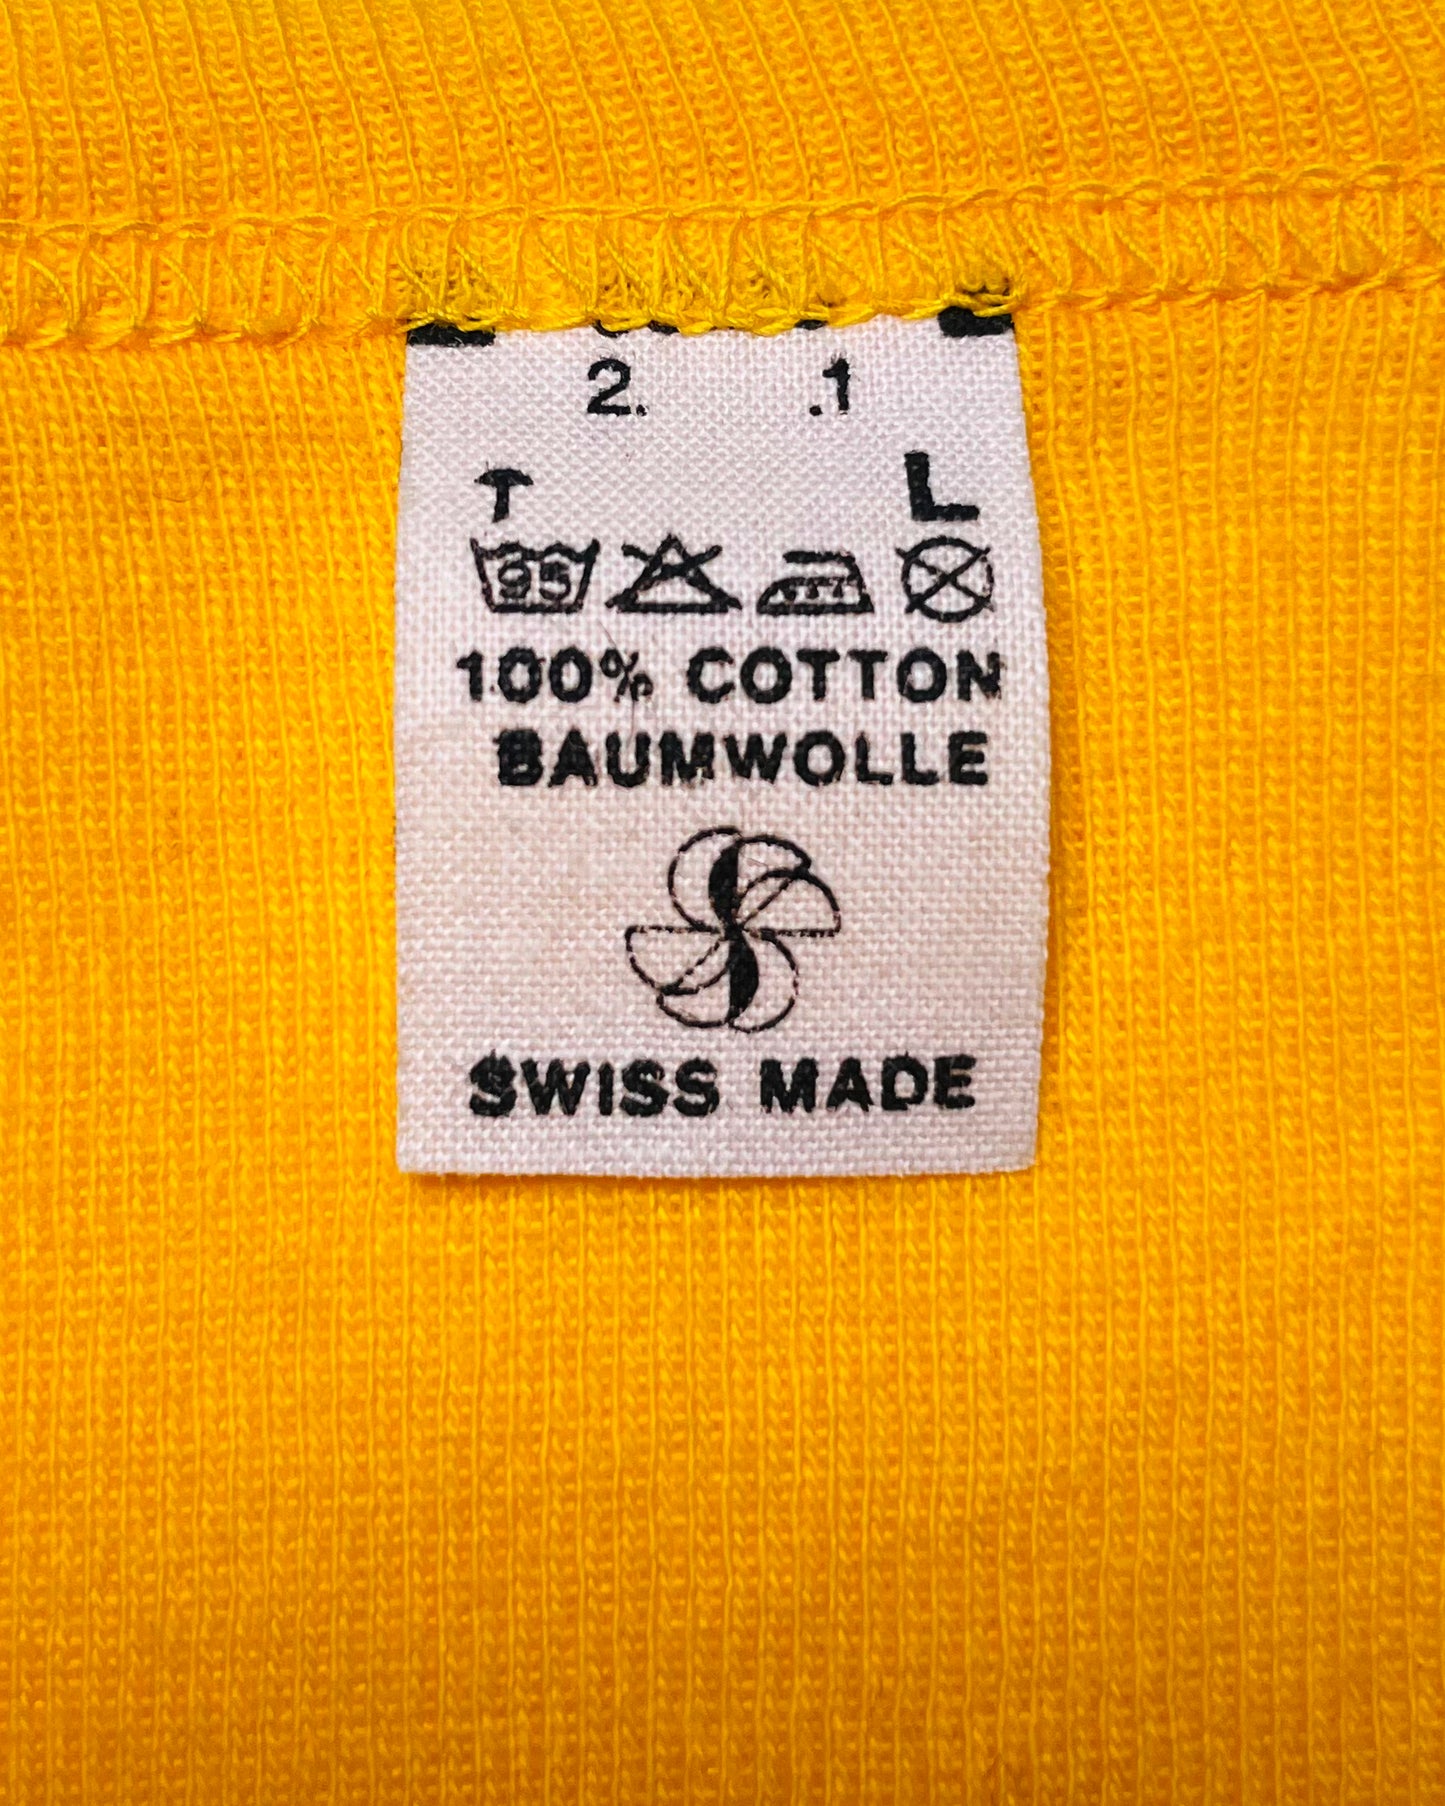 2. .1
T L
95
100% COTTON
BAUMWOLLE
SWISS MADE